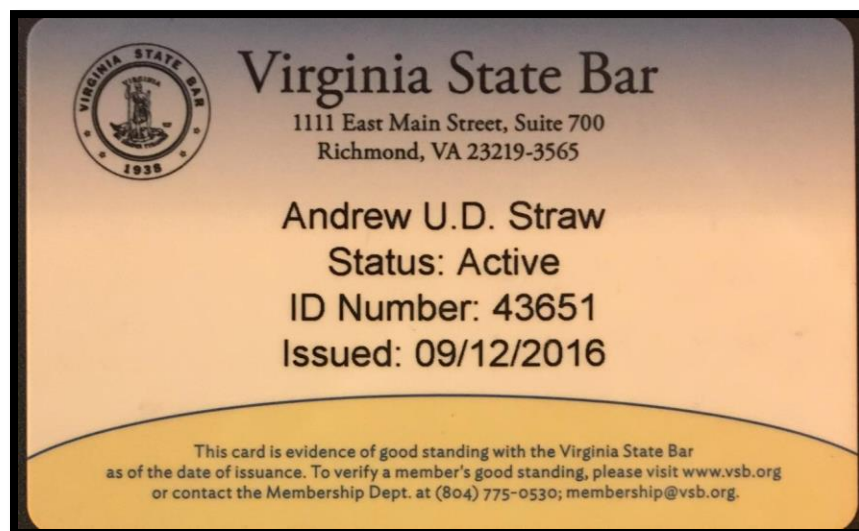 VIRGINIA STATE BAR
VIRGINIA
1935
Virginia State Bar
1111 East Main Street, Suite 700
Richmond, VA 23219-3565
Andrew U.D. Straw
Status: Active
ID Number: 43651
Issued: 09/12/2016
This card is evidence of good standing with the Virginia State Bar
as of the date of issuance. To verify a member's good standing, please visit www.vsb.org
or contact the Membership Dept. at (804) 775-0530; membership@vsb.org.